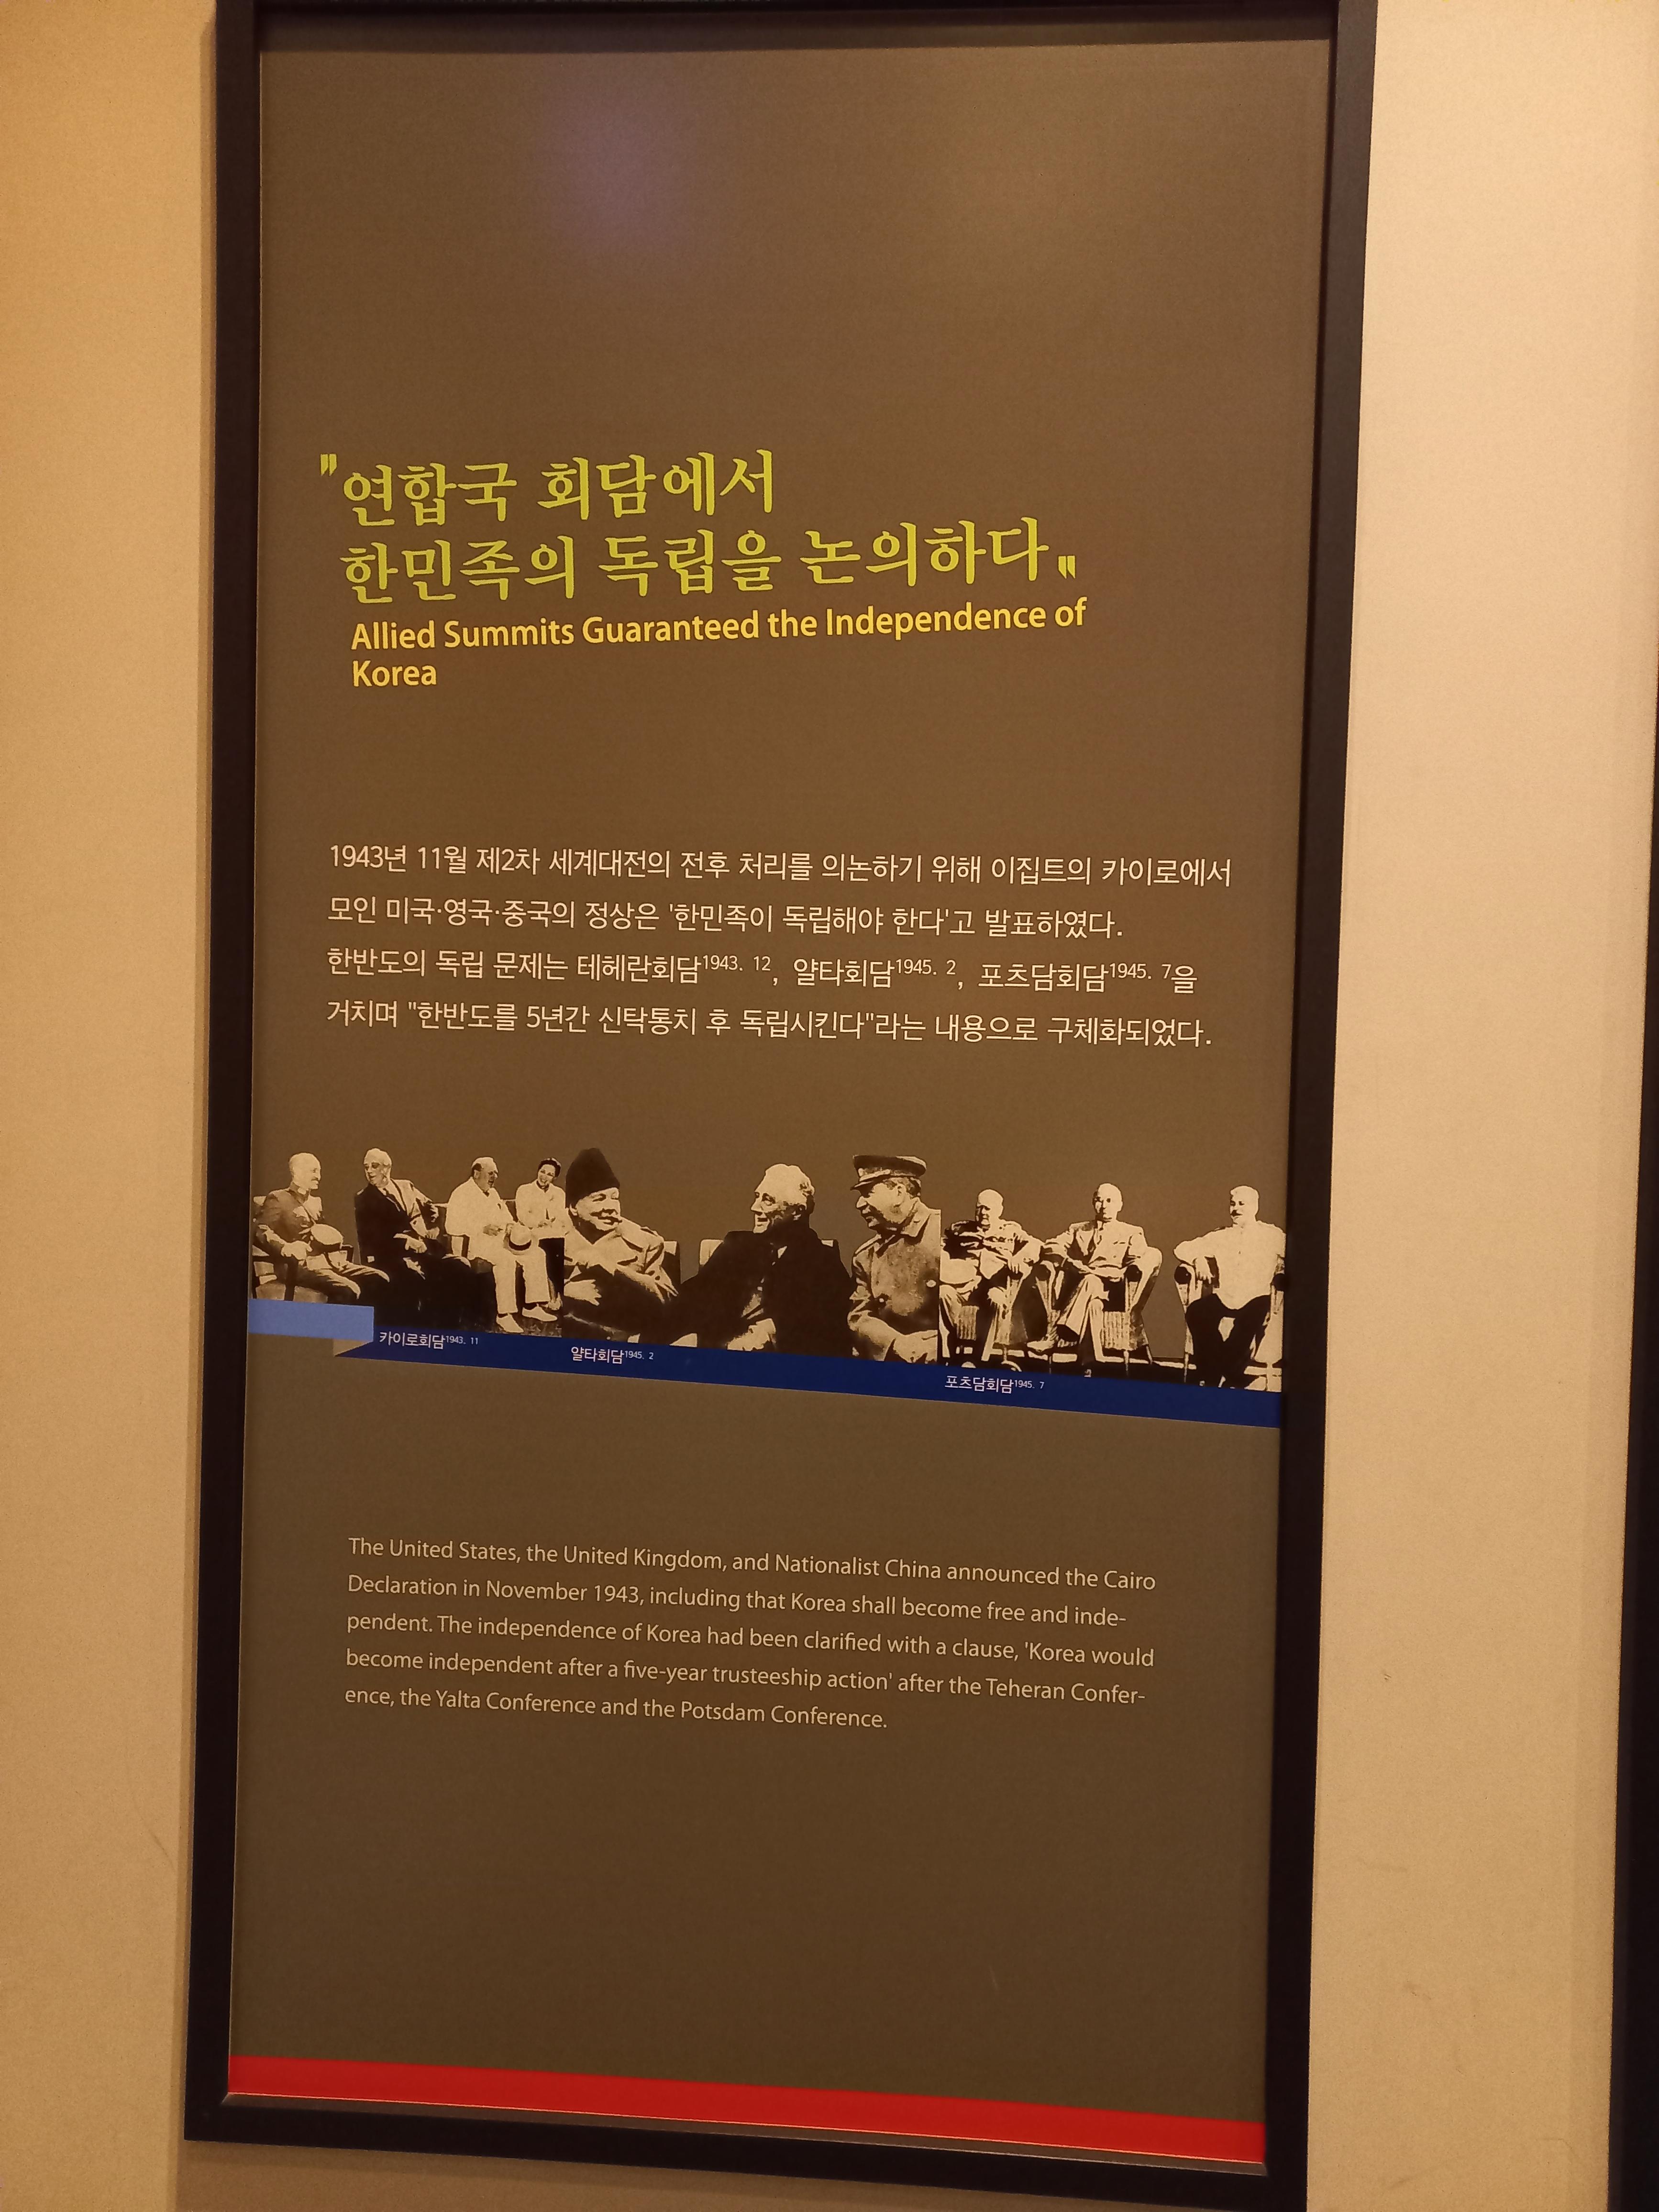 "연합국 회담에서
한민족의 독립을 논의하다"
Allied Summits Guaranteed the Independence of
Korea
1943년 11월 제2차 세계대전의 전후 처리를 의논하기 위해 이집트의 카이로에서
모인 미국·영국·중국의 정상은 '한민족이 독립해야 한다'고 발표하였다.
한반도의 독립 문제는 테헤란회담1943. 12, 얄타회담1945. 2, 포츠담회담1945. 7을
거치며 "한반도를 5년간 신탁통치 후 독립시킨다"라는 내용으로 구체화되었다.
카이로회담1943. 11
얄타회담1945. 2
포츠담회담1945. 7
The United States, the United Kingdom, and Nationalist China announced the Cairo
Declaration in November 1943, including that Korea shall become free and inde-
pendent. The independence of Korea had been clarified with a clause, 'Korea would
become independent after a five-year trusteeship action' after the Teheran Confer-
ence, the Yalta Conference and the Potsdam Conference.